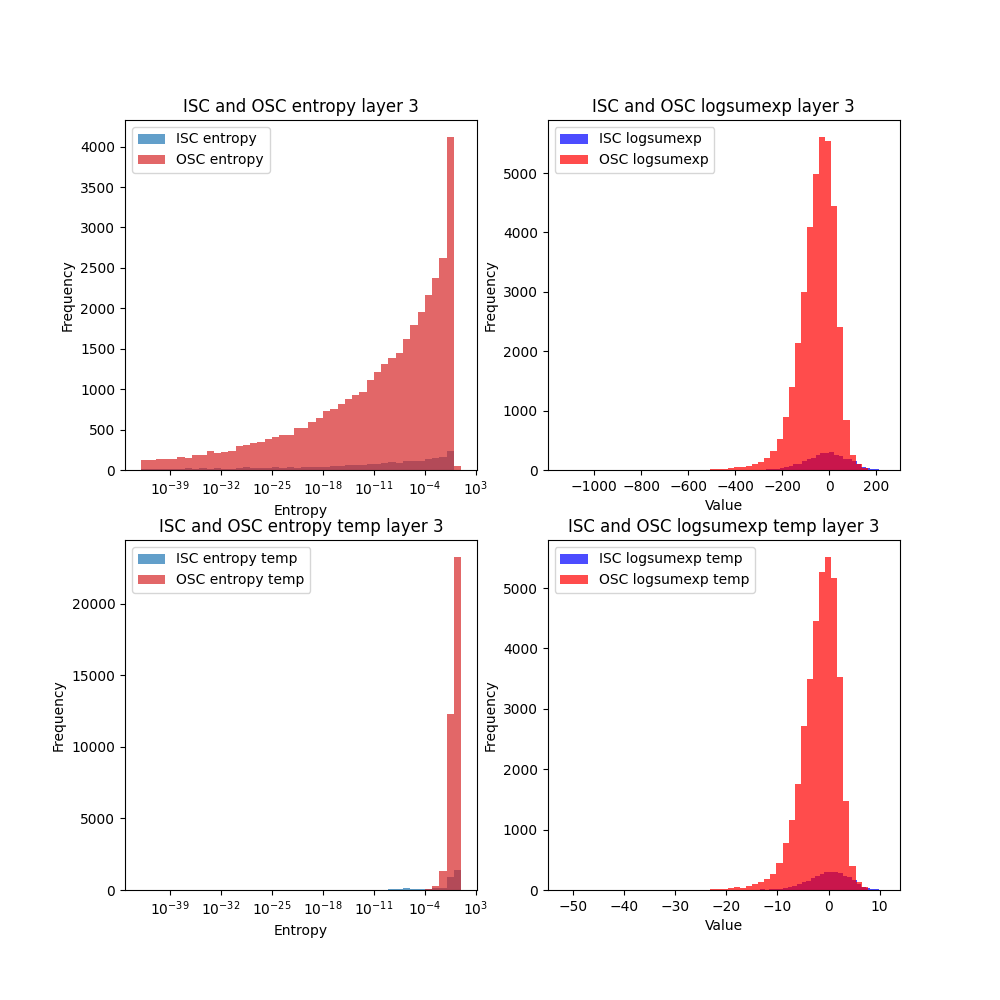 ISC and OSC entropy layer 3
ISC entropy
OSC entropy
4000
3500
3000
2500
2000
1500
1000
500
0
Frequency
10⁻³⁹ 10⁻³² 10⁻²⁵ 10⁻¹⁸ 10⁻¹¹ 10⁻⁴ 10³
Entropy
ISC and OSC logsumexp layer 3
ISC logsumexp
OSC logsumexp
5000
4000
3000
2000
1000
0
Frequency
−1000 −800 −600 −400 −200 0 200
Value
ISC and OSC entropy temp layer 3
ISC entropy temp
OSC entropy temp
20000
15000
10000
5000
0
Frequency
10⁻³⁹ 10⁻³² 10⁻²⁵ 10⁻¹⁸ 10⁻¹¹ 10⁻⁴ 10³
Entropy
ISC and OSC logsumexp temp layer 3
ISC logsumexp temp
OSC logsumexp temp
5000
4000
3000
2000
1000
0
Frequency
−50 −40 −30 −20 −10 0 10
Value